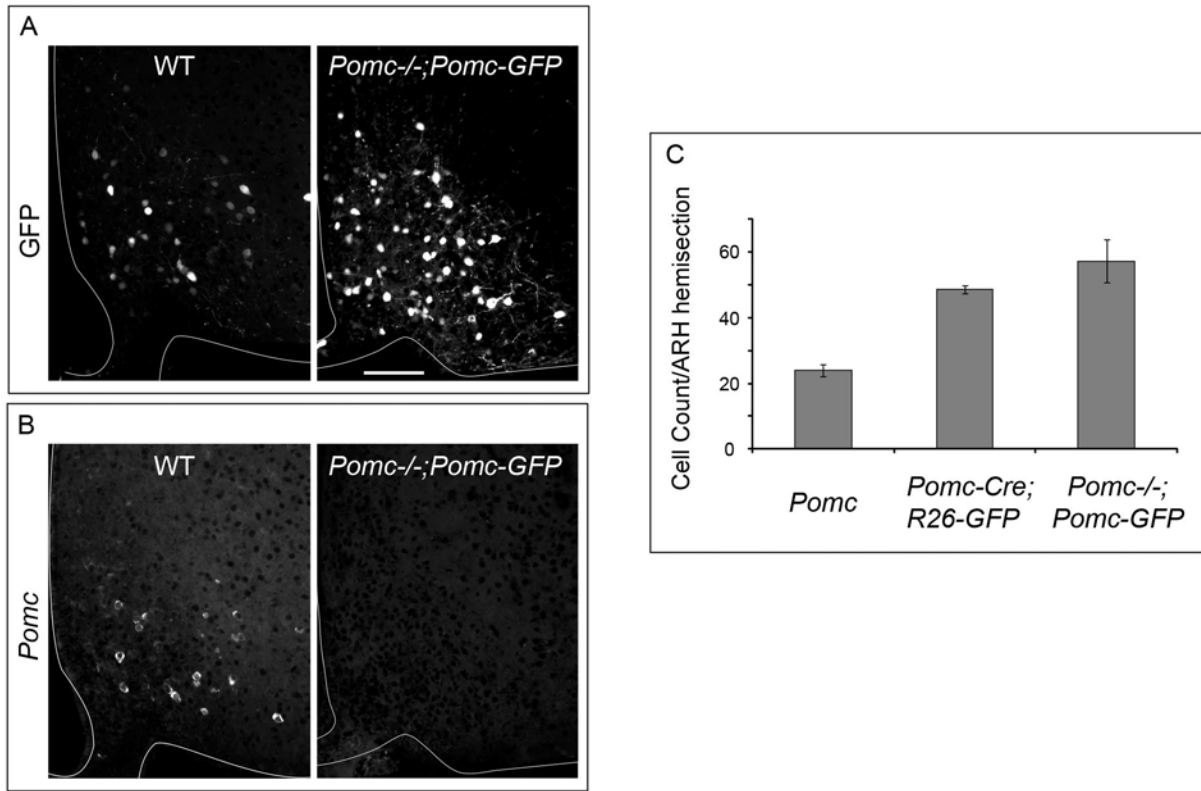 A
WT
Pomc-/-;Pomc-GFP
GFP
B
WT
Pomc-/-;Pomc-GFP
Pomc
C
Cell Count/ARH hemisection
60
40
20
0
Pomc
Pomc-Cre;
R26-GFP
Pomc-/-;
Pomc-GFP